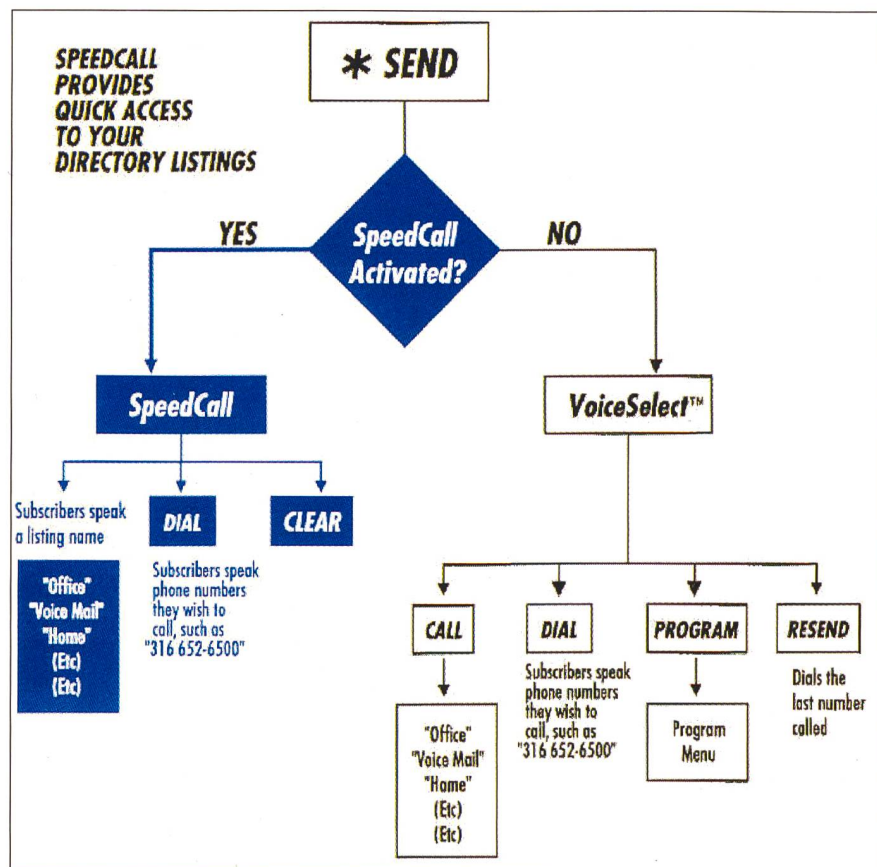 SPEEDCALL
PROVIDES
QUICK ACCESS
TO YOUR
DIRECTORY LISTINGS
* SEND
SpeedCall
Activated?
YES
NO
SpeedCall
VoiceSelect™
Subscribers speak
a listing name
"Office"
"Voice Mail"
"Home"
(Etc)
(Etc)
DIAL
Subscribers speak
phone numbers
they wish to
call, such as
"316 652-6500"
CLEAR
CALL
"Office"
"Voice Mail"
"Home"
(Etc)
(Etc)
DIAL
Subscribers speak
phone numbers
they wish to
call, such as
"316 652-6500"
PROGRAM
Program
Menu
RESEND
Dials the
last number
called